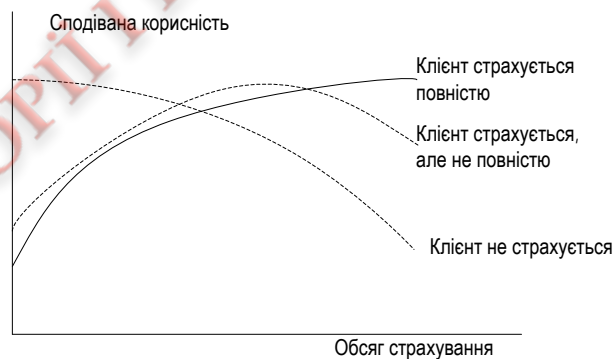 Сподівана корисність
Клієнт страхується
повністю
Клієнт страхується,
але не повністю
Клієнт не страхується
Обсяг страхування